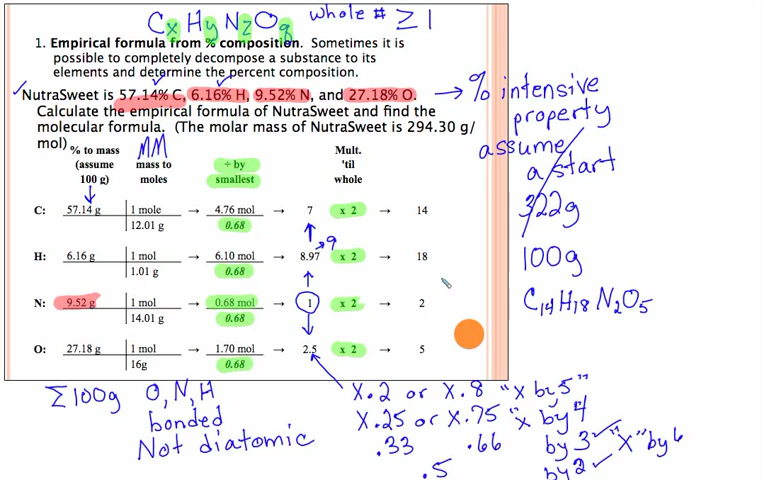 CxHyNzOq whole # ≥ 1
1. Empirical formula from % composition. Sometimes it is
possible to completely decompose a substance to its
elements and determine the percent composition.
NutraSweet is 57.14% C, 6.16% H, 9.52% N, and 27.18% O. → % intensive
property
Calculate the empirical formula of NutraSweet and find the
molecular formula. (The molar mass of NutraSweet is 294.30 g/
mol)
assume
a start
322g
100g
C14H18N2O5
MM
% to mass (assume 100 g)
mass to moles
÷ by smallest
Mult. 'til whole
C: 57.14 g | 1 mole → 4.76 mol → 7 x 2 → 14
12.01 g 0.68
→9
H: 6.16 g | 1 mol → 6.10 mol → 8.97 x 2 → 18
1.01 g 0.68
N: 9.52 g | 1 mol → 0.68 mol → 1 x 2 → 2
14.01 g 0.68
O: 27.18 g | 1 mol → 1.70 mol → 2.5 x 2 → 5
16g 0.68
Σ100g O, N, H
bonded
Not diatomic
X.2 or X.8 "x by 5"
X.25 or X.75 "x by 4"
.33 .66 by 3 "x" by 6
.5 by 2